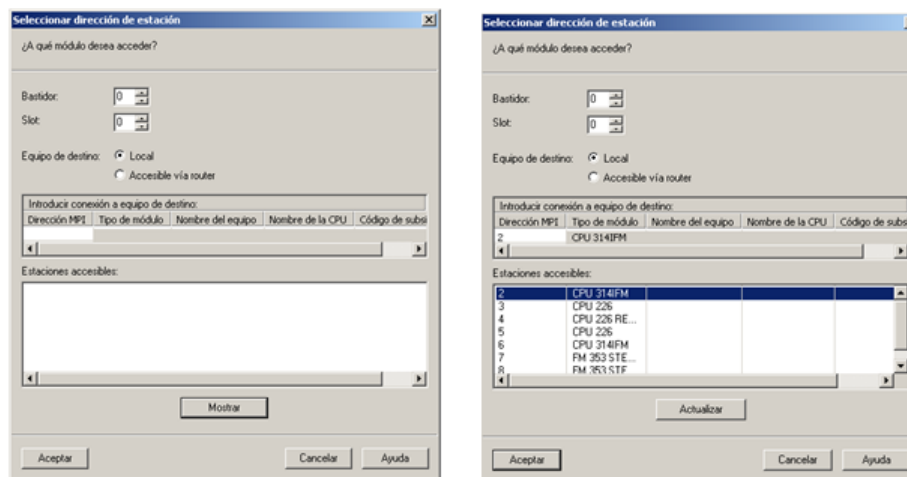 Seleccionar dirección de estación
¿A qué módulo desea acceder?
Bastidor: 0
Slot: 0
Equipo de destino: Local
Accesible vía router
Introducir conexión a equipo de destino:
Dirección MPI Tipo de módulo Nombre del equipo Nombre de la CPU Código de subsi
Estaciones accesibles:
Mostrar
Aceptar Cancelar Ayuda
Seleccionar dirección de estación
¿A qué módulo desea acceder?
Bastidor: 0
Slot: 0
Equipo de destino: Local
Accesible vía router
Introducir conexión a equipo de destino:
Dirección MPI Tipo de módulo Nombre del equipo Nombre de la CPU Código de subs
2 CPU 314IFM
Estaciones accesibles:
2 CPU 314IFM
3 CPU 226
4 CPU 226 RE...
5 CPU 226
6 CPU 314IFM
7 FM 353 STE...
8 FM 353 STE
Actualizar
Aceptar Cancelar Ayuda